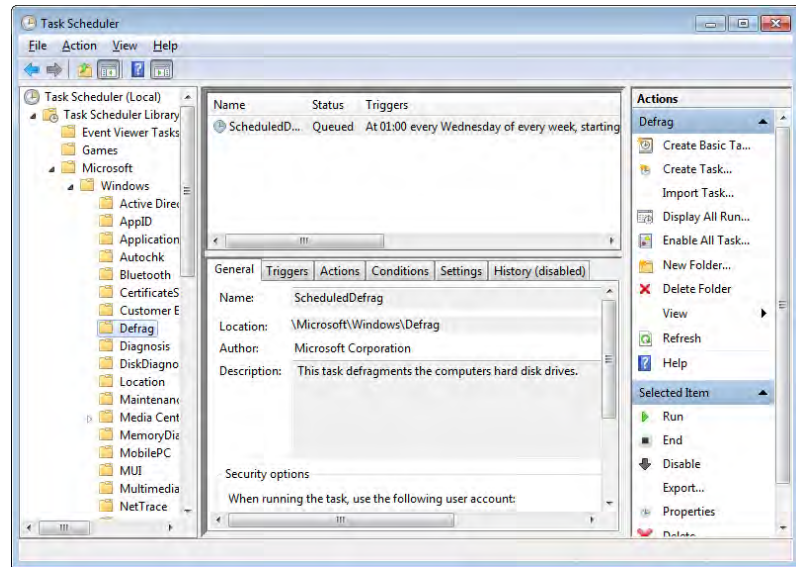 Task Scheduler
File Action View Help
Task Scheduler (Local)
Task Scheduler Library
Event Viewer Tasks
Games
Microsoft
Windows
Active Direc
AppID
Application
Autochk
Bluetooth
CertificateS
Customer E
Defrag
Diagnosis
DiskDiagno
Location
Maintenanc
Media Cent
MemoryDia
MobilePC
MUI
Multimedia
NetTrace
Name Status Triggers
ScheduledD... Queued At 01:00 every Wednesday of every week, starting
General Triggers Actions Conditions Settings History (disabled)
Name: ScheduledDefrag
Location: \Microsoft\Windows\Defrag
Author: Microsoft Corporation
Description: This task defragments the computers hard disk drives.
Security options
When running the task, use the following user account:
Actions
Defrag
Create Basic Ta...
Create Task...
Import Task...
Display All Run...
Enable All Task...
New Folder...
Delete Folder
View
Refresh
Help
Selected Item
Run
End
Disable
Export...
Properties
Delete